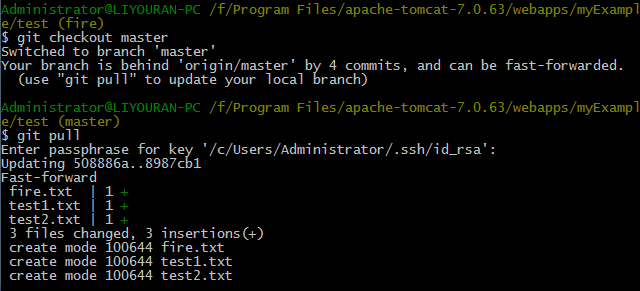 Administrator@LIYOURAN-PC /f/Program Files/apache-tomcat-7.0.63/webapps/myExampl
e/test (fire)
$ git checkout master
Switched to branch 'master'
Your branch is behind 'origin/master' by 4 commits, and can be fast-forwarded.
  (use "git pull" to update your local branch)

Administrator@LIYOURAN-PC /f/Program Files/apache-tomcat-7.0.63/webapps/myExampl
e/test (master)
$ git pull
Enter passphrase for key '/c/Users/Administrator/.ssh/id_rsa':
Updating 508886a..8987cb1
Fast-forward
 fire.txt  | 1 +
 test1.txt | 1 +
 test2.txt | 1 +
 3 files changed, 3 insertions(+)
 create mode 100644 fire.txt
 create mode 100644 test1.txt
 create mode 100644 test2.txt